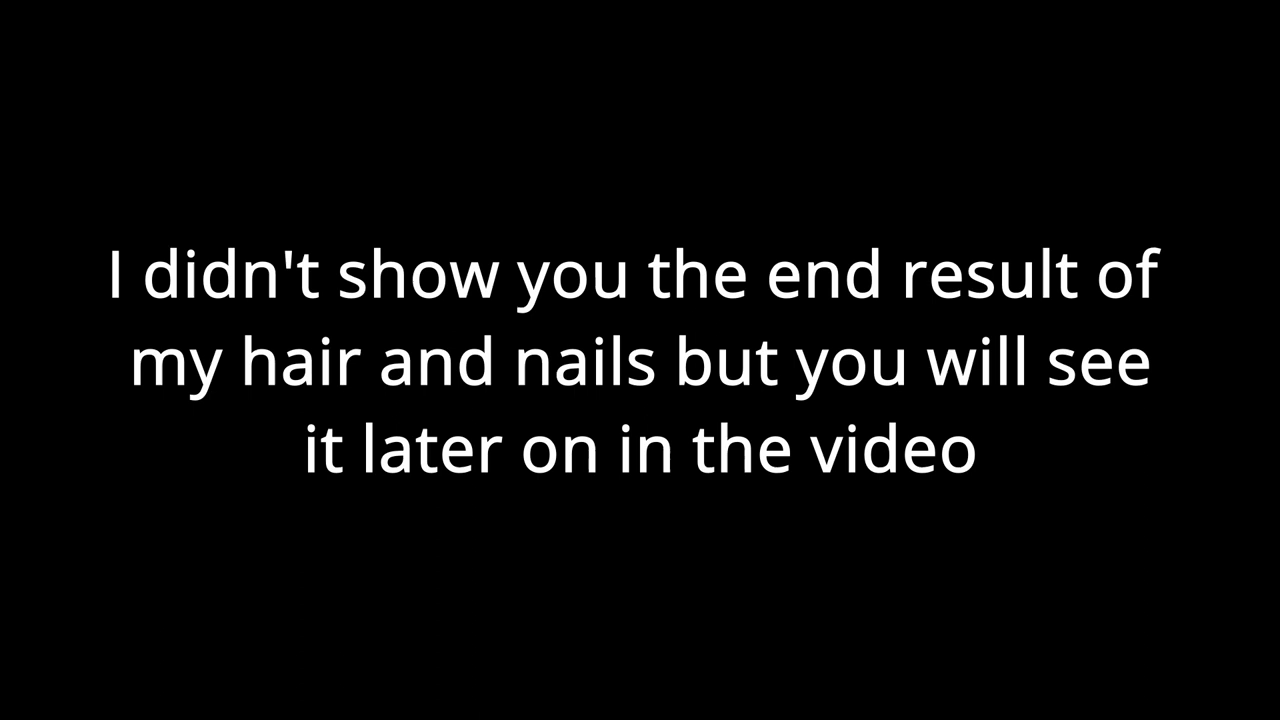 I didn't show you the end result of
my hair and nails but you will see
it later on in the video